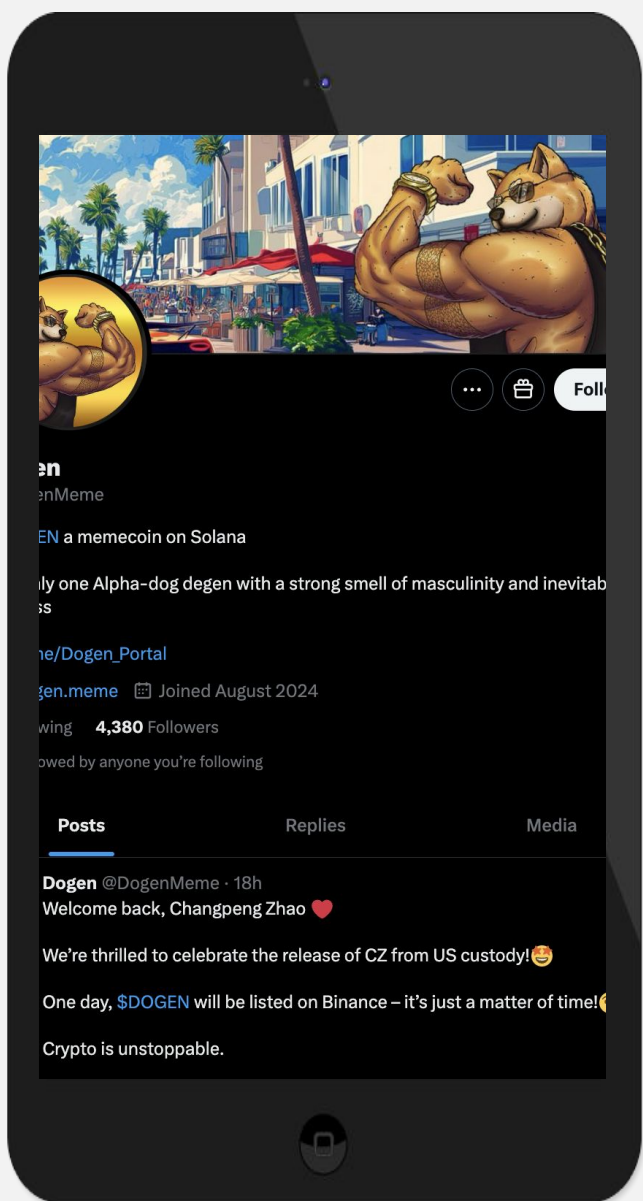 Foll
en
enMeme
EN a memecoin on Solana
nly one Alpha-dog degen with a strong smell of masculinity and inevitab
ss
ne/Dogen_Portal
gen.meme Joined August 2024
wing 4,380 Followers
owed by anyone you’re following
Posts Replies Media
Dogen @DogenMeme · 18h
Welcome back, Changpeng Zhao ❤️
We’re thrilled to celebrate the release of CZ from US custody!🤩
One day, $DOGEN will be listed on Binance – it’s just a matter of time!
Crypto is unstoppable.